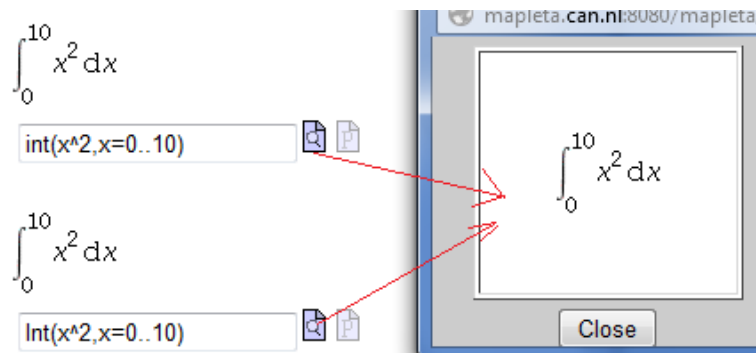 ∫₀¹⁰ x² dx
int(x^2,x=0..10)
∫₀¹⁰ x² dx
Int(x^2,x=0..10)
mapleta.can.nl:8080/mapleta
∫₀¹⁰ x² dx
Close